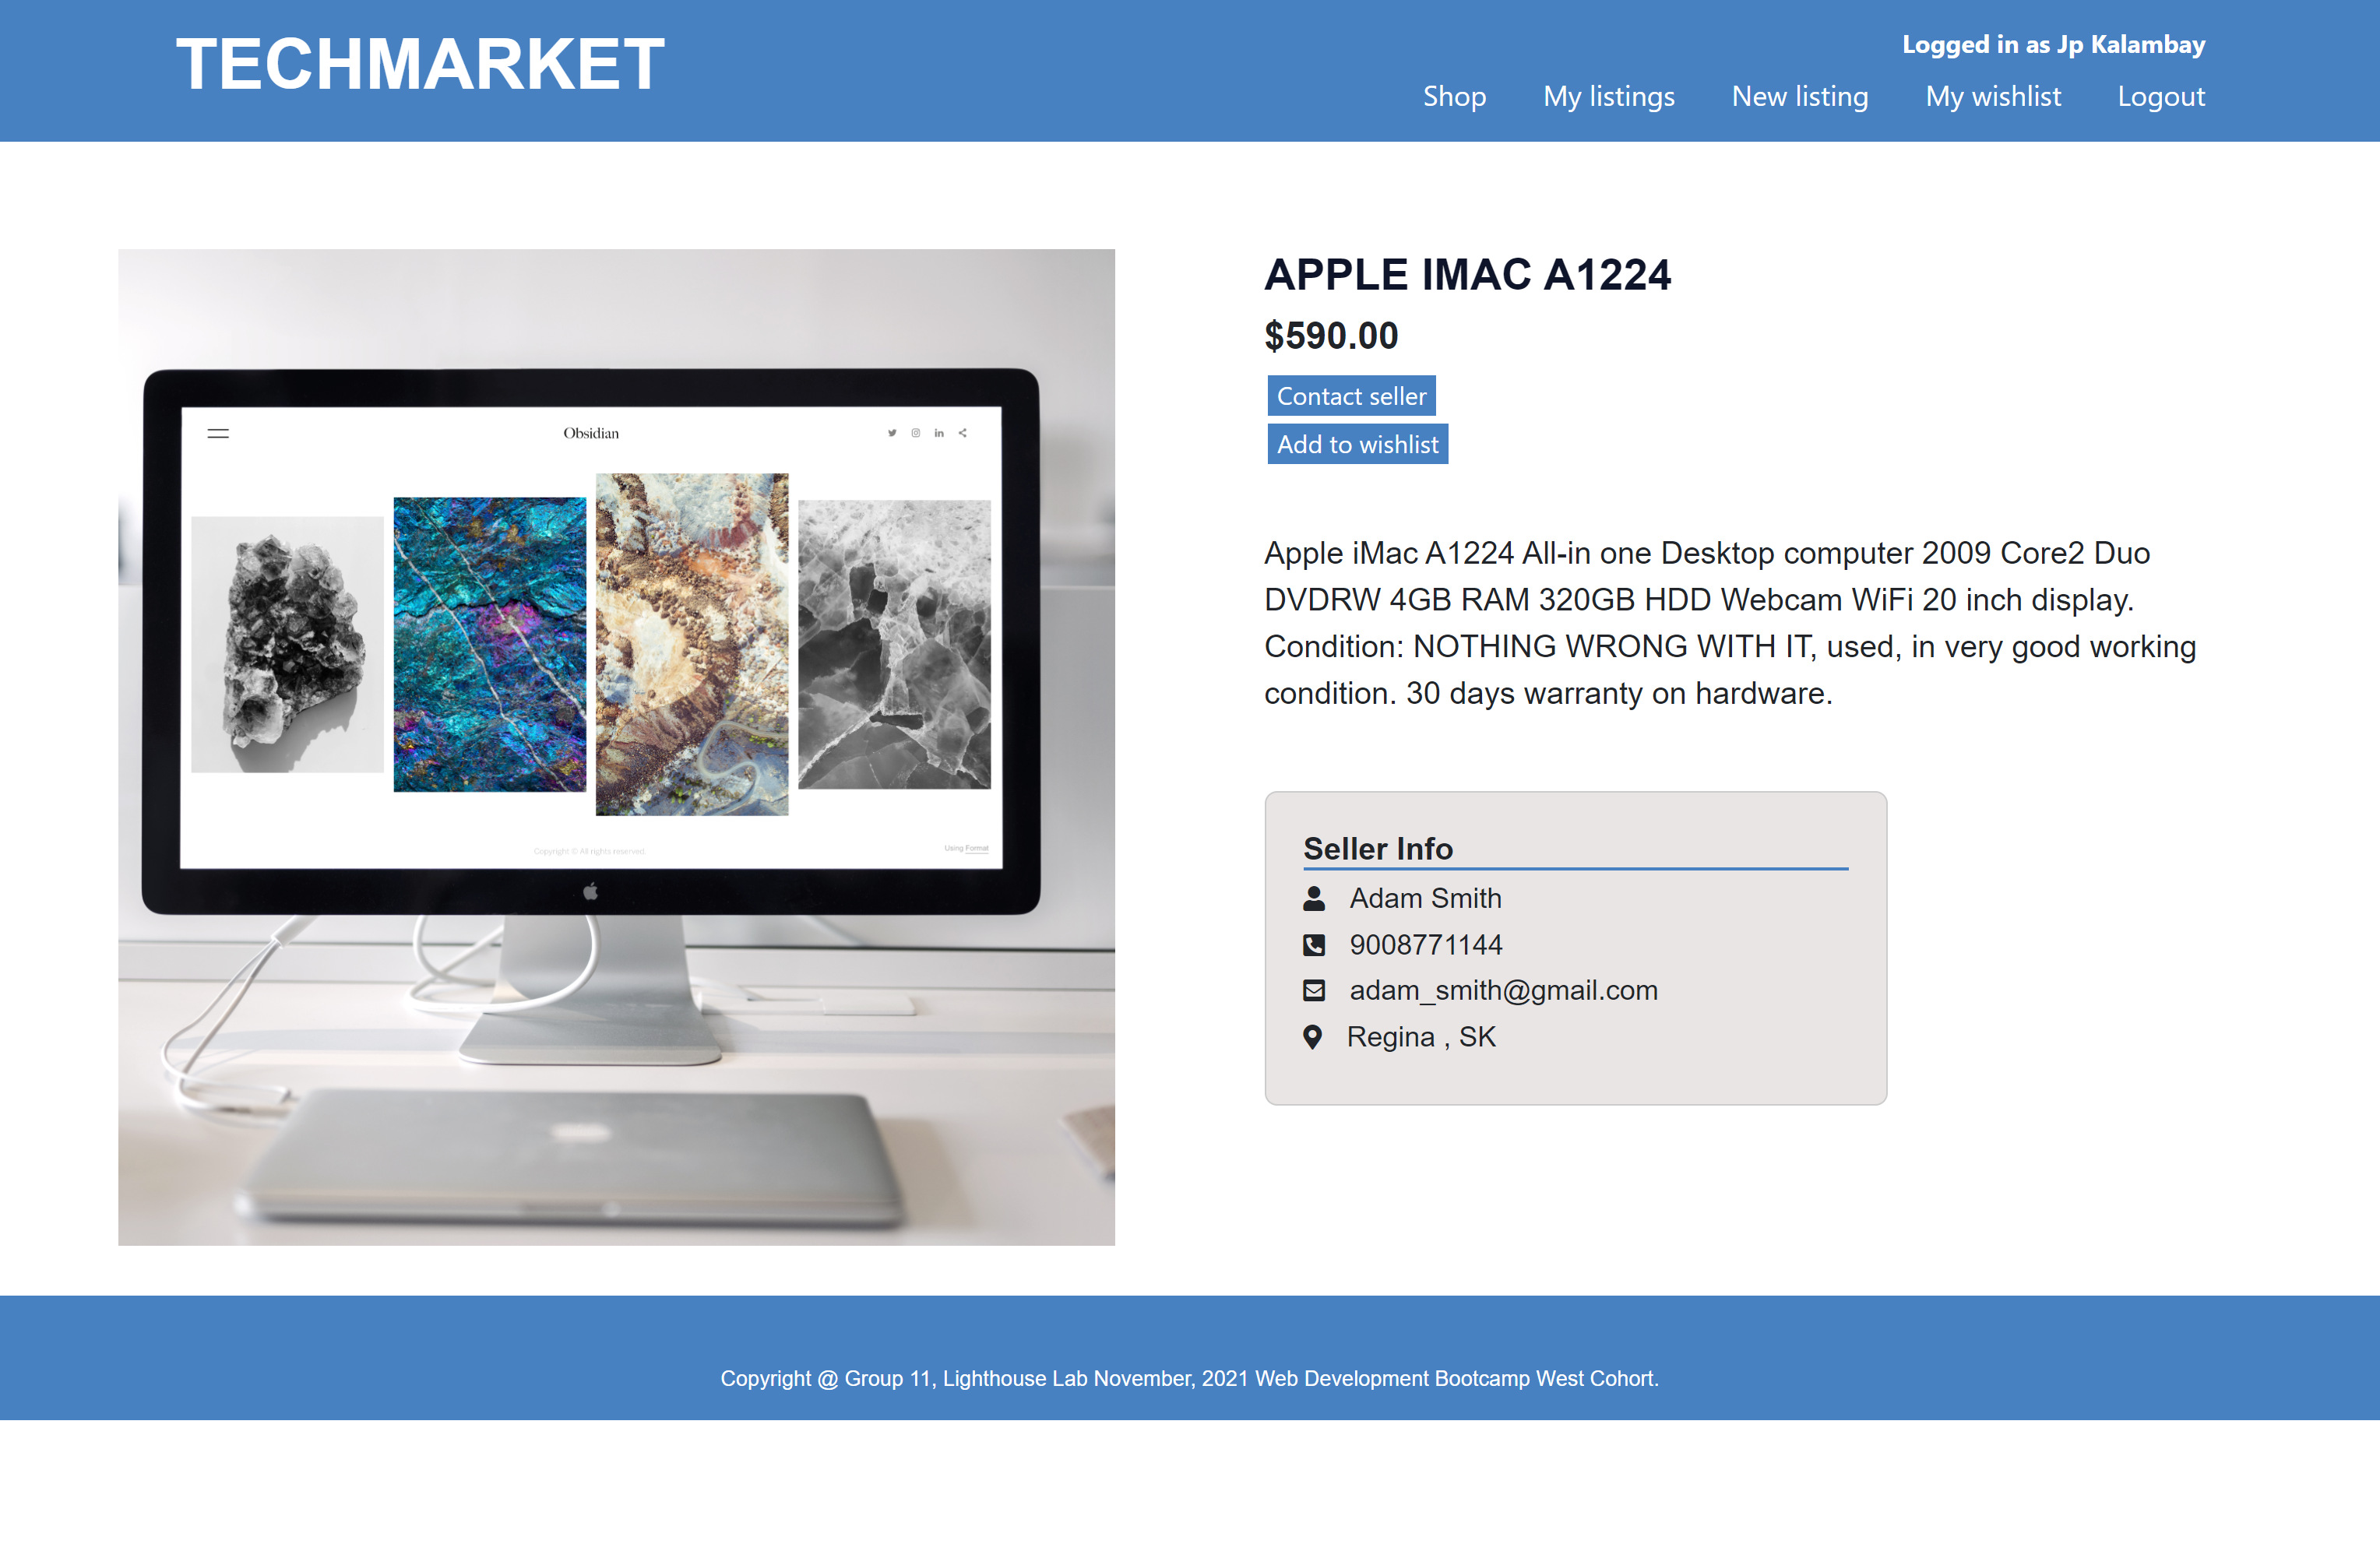 TECHMARKET
Logged in as Jp Kalambay
Shop My listings New listing My wishlist Logout
Obsidian
Copyright © All rights reserved.
Using Format
APPLE IMAC A1224
$590.00
Contact seller
Add to wishlist
Apple iMac A1224 All-in one Desktop computer 2009 Core2 Duo
DVDRW 4GB RAM 320GB HDD Webcam WiFi 20 inch display.
Condition: NOTHING WRONG WITH IT, used, in very good working
condition. 30 days warranty on hardware.
Seller Info
Adam Smith
9008771144
adam_smith@gmail.com
Regina , SK
Copyright @ Group 11, Lighthouse Lab November, 2021 Web Development Bootcamp West Cohort.